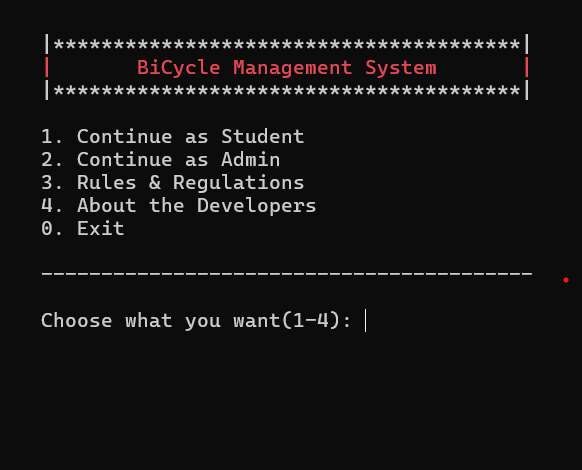 |***************************************|
| BiCycle Management System |
|***************************************|
1. Continue as Student
2. Continue as Admin
3. Rules & Regulations
4. About the Developers
0. Exit
-----------------------------------------
Choose what you want(1-4):